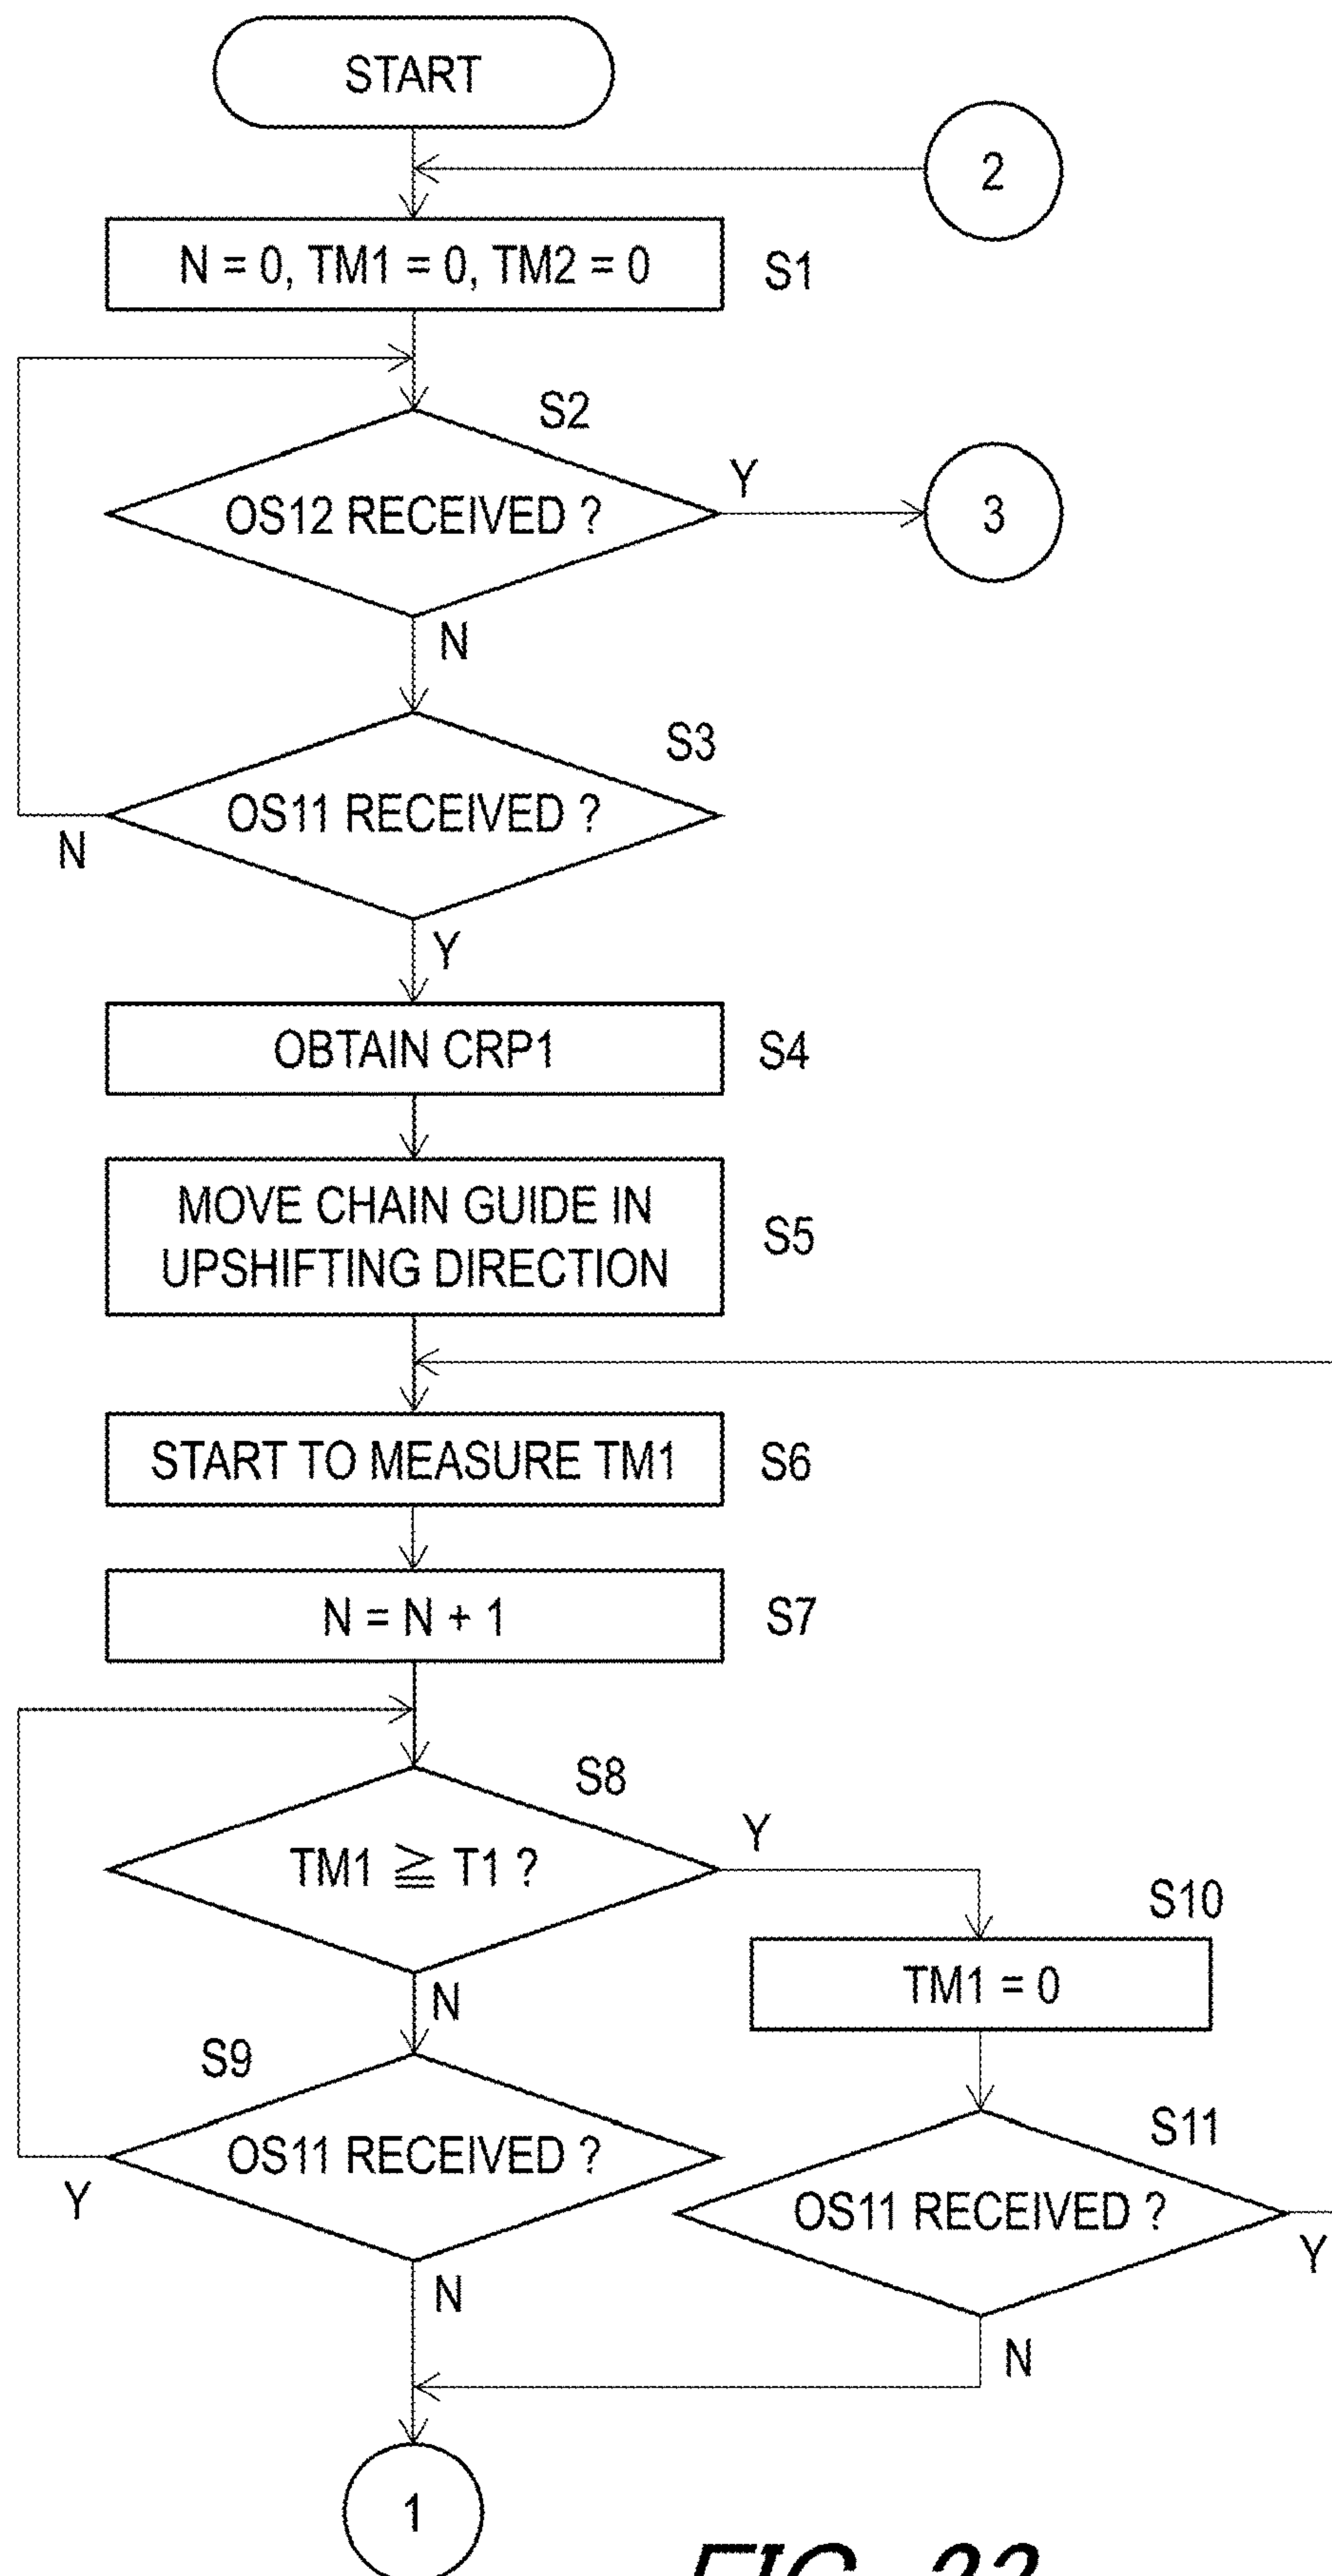 START
2
N = 0, TM1 = 0, TM2 = 0
S1
S2
OS12 RECEIVED ?
Y
3
N
S3
OS11 RECEIVED ?
N
Y
OBTAIN CRP1
S4
MOVE CHAIN GUIDE IN
UPSHIFTING DIRECTION
S5
START TO MEASURE TM1
S6
N = N + 1
S7
S8
TM1 ≧ T1 ?
Y
S10
TM1 = 0
N
S9
OS11 RECEIVED ?
Y
S11
OS11 RECEIVED ?
Y
N
N
1
FIG. 22